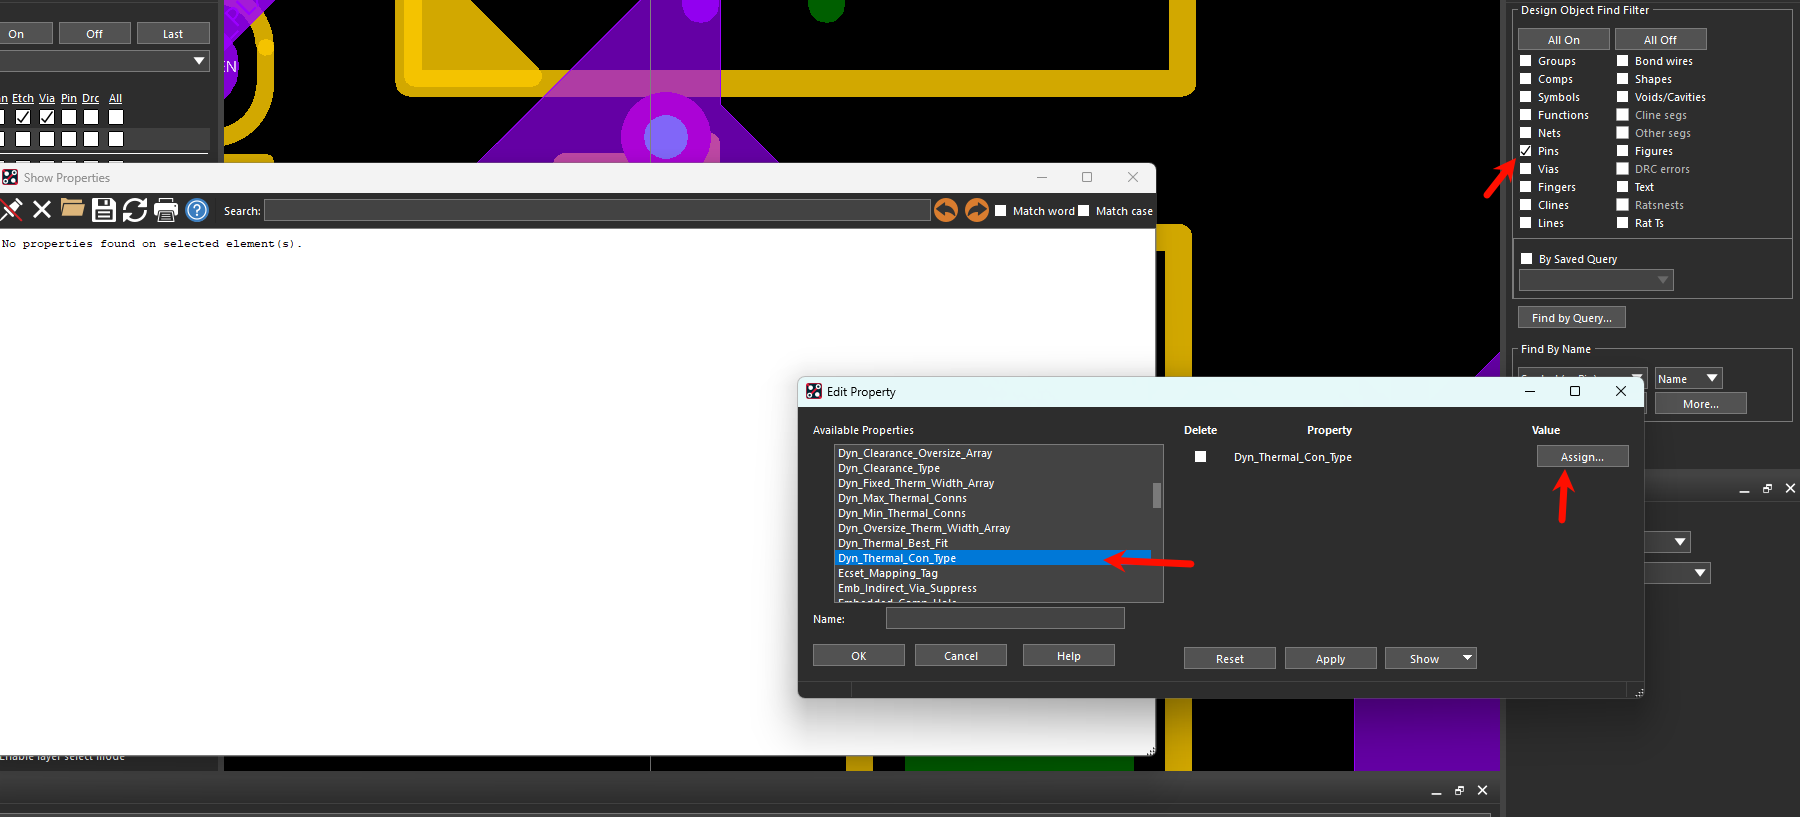 On Off Last
EN
Etch Via Pin Drc All
Show Properties
Search:
Match word
Match case
No properties found on selected element(s).
Enable layer select mode
Design Object Find Filter
All On All Off
Groups Bond wires
Comps Shapes
Symbols Voids/Cavities
Functions Cline segs
Nets Other segs
Pins Figures
Vias DRC errors
Fingers Text
Clines Ratsnests
Lines Rat Ts
By Saved Query
Find by Query...
Find By Name
Name
More...
Edit Property
Available Properties
Dyn_Clearance_Oversize_Array
Dyn_Clearance_Type
Dyn_Fixed_Therm_Width_Array
Dyn_Max_Thermal_Conns
Dyn_Min_Thermal_Conns
Dyn_Oversize_Therm_Width_Array
Dyn_Thermal_Best_Fit
Dyn_Thermal_Con_Type
Ecset_Mapping_Tag
Emb_Indirect_Via_Suppress
Embedded_Comp_Hole
Name:
OK Cancel Help
Delete Property Value
Dyn_Thermal_Con_Type Assign...
Reset Apply Show